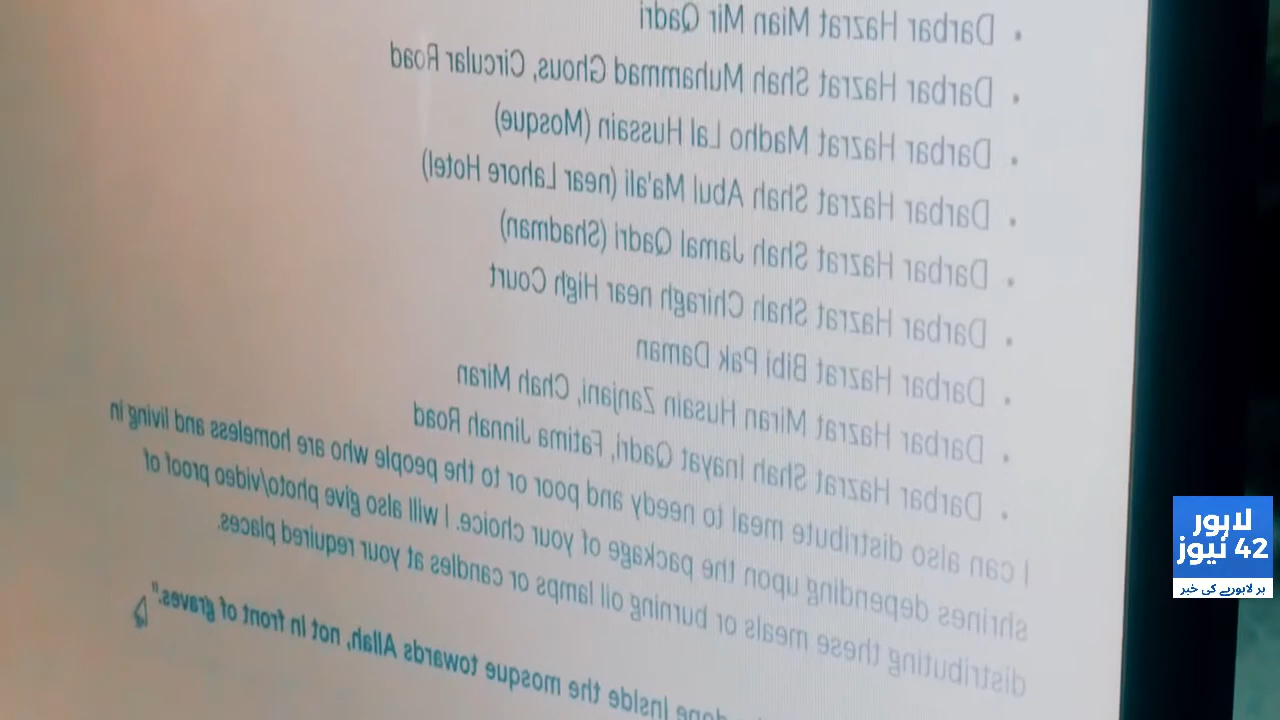 Darbar Hazrat Mian Mir Qadri
Darbar Hazrat Shah Muhammad Ghous, Circular Road
Darbar Hazrat Madho Lal Hussain (Mosque)
Darbar Hazrat Shah Abul Ma'ali (near Lahore Hotel)
Darbar Hazrat Shah Jamal Qadri (Shadman)
Darbar Hazrat Shah Chiragh near High Court
Darbar Hazrat Bibi Pak Daman
Darbar Hazrat Miran Husain Zanjani, Chah Miran
Darbar Hazrat Shah Inayat Qadri, Fatima Jinnah Road
I can also distribute meal to needy and poor or to the people who are homeless and living in
shrines depending upon the package of your choice. I will also give photo/video proof of
distributing these meals or burning oil lamps or candles at your required places.
done inside the mosque towards Allah, not in front of graves."
لاہور
42 نیوز
ہر لاہوریے کی خبر